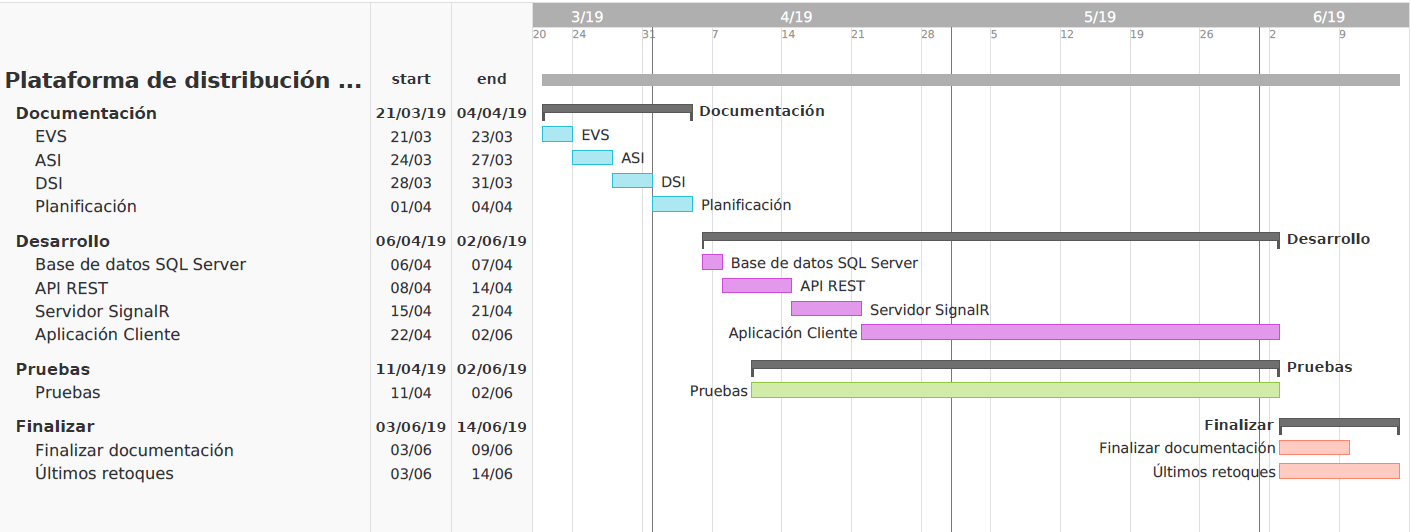 3/19 4/19 5/19 6/19
20 24 31 7 14 21 28 5 12 19 26 2 9
Plataforma de distribución ... start end
Documentación 21/03/19 04/04/19 Documentación
EVS 21/03 23/03 EVS
ASI 24/03 27/03 ASI
DSI 28/03 31/03 DSI
Planificación 01/04 04/04 Planificación
Desarrollo 06/04/19 02/06/19 Desarrollo
Base de datos SQL Server 06/04 07/04 Base de datos SQL Server
API REST 08/04 14/04 API REST
Servidor SignalR 15/04 21/04 Servidor SignalR
Aplicación Cliente 22/04 02/06 Aplicación Cliente
Pruebas 11/04/19 02/06/19 Pruebas
Pruebas 11/04 02/06 Pruebas
Finalizar 03/06/19 14/06/19 Finalizar
Finalizar documentación 03/06 09/06 Finalizar documentación
Últimos retoques 03/06 14/06 Últimos retoques